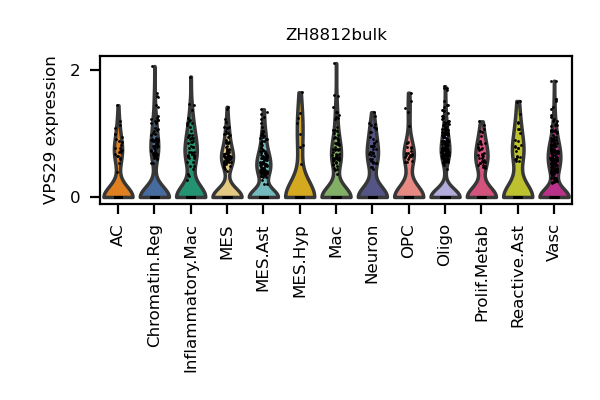 ZH8812bulk
VPS29 expression
2
0
AC
Chromatin.Reg
Inflammatory.Mac
MES
MES.Ast
MES.Hyp
Mac
Neuron
OPC
Oligo
Prolif.Metab
Reactive.Ast
Vasc